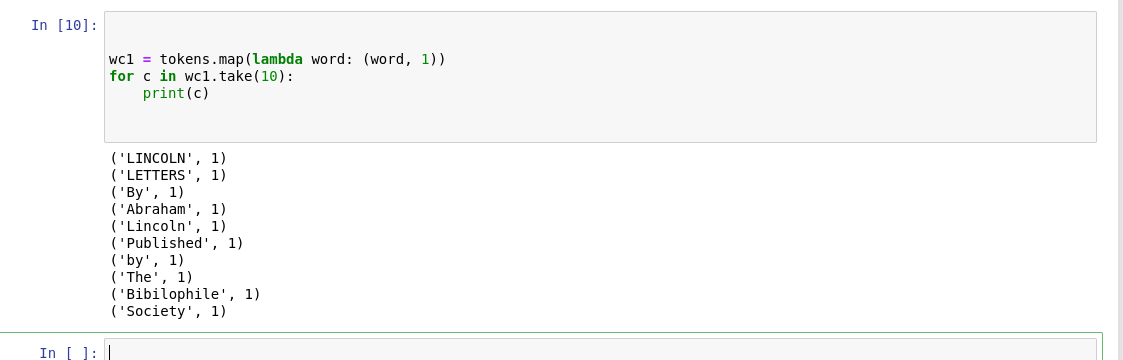 In [10]:
wc1 = tokens.map(lambda word: (word, 1))
for c in wc1.take(10):
    print(c)
('LINCOLN', 1)
('LETTERS', 1)
('By', 1)
('Abraham', 1)
('Lincoln', 1)
('Published', 1)
('by', 1)
('The', 1)
('Bibilophile', 1)
('Society', 1)
In [ ]: